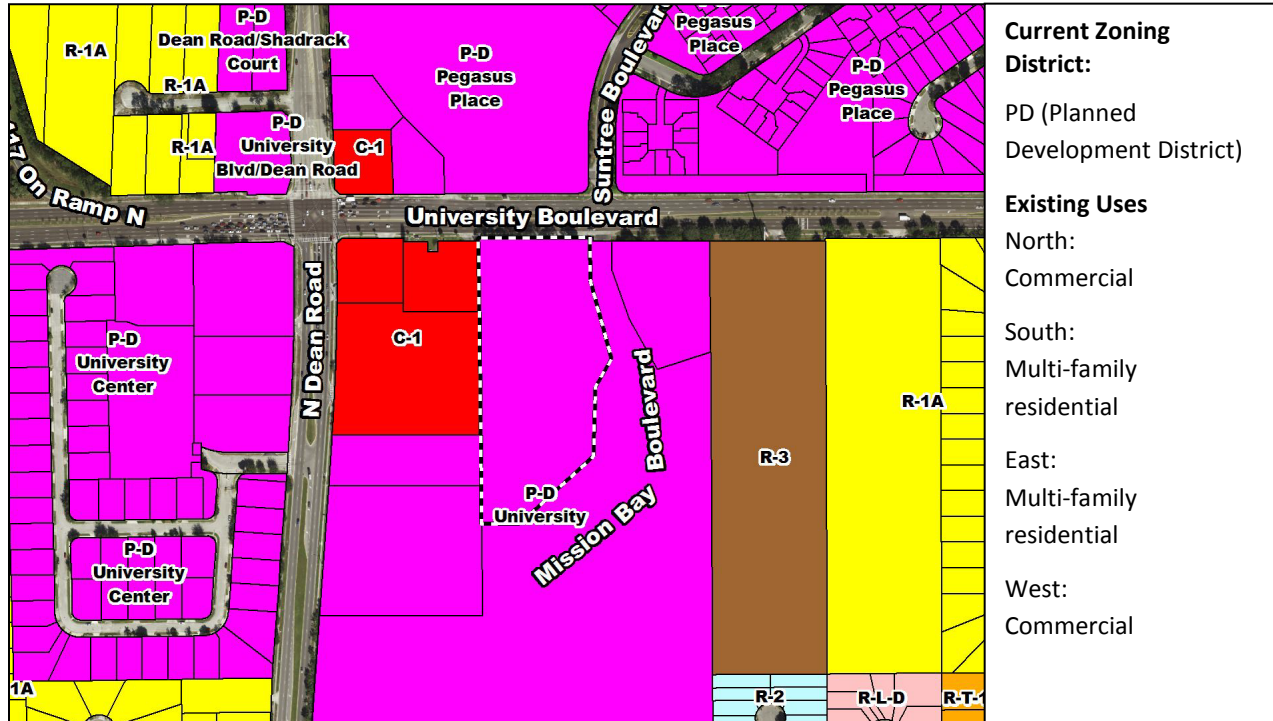 P-D
Dean Road/Shadrack
Court
R-1A
R-1A
R-1A
P-D
University
Blvd/Dean Road
C-1
P-D
Pegasus
Place
Suntree Boulevard
Pegasus
Place
P-D
Pegasus
Place
417 On Ramp N
University Boulevard
N Dean Road
P-D
University
Center
C-1
P-D
University
Mission Bay
Boulevard
R-3
R-1A
P-D
University
Center
1A
R-2
R-L-D
R-T-1
Current Zoning
District:
PD (Planned
Development District)
Existing Uses
North:
Commercial
South:
Multi-family
residential
East:
Multi-family
residential
West:
Commercial